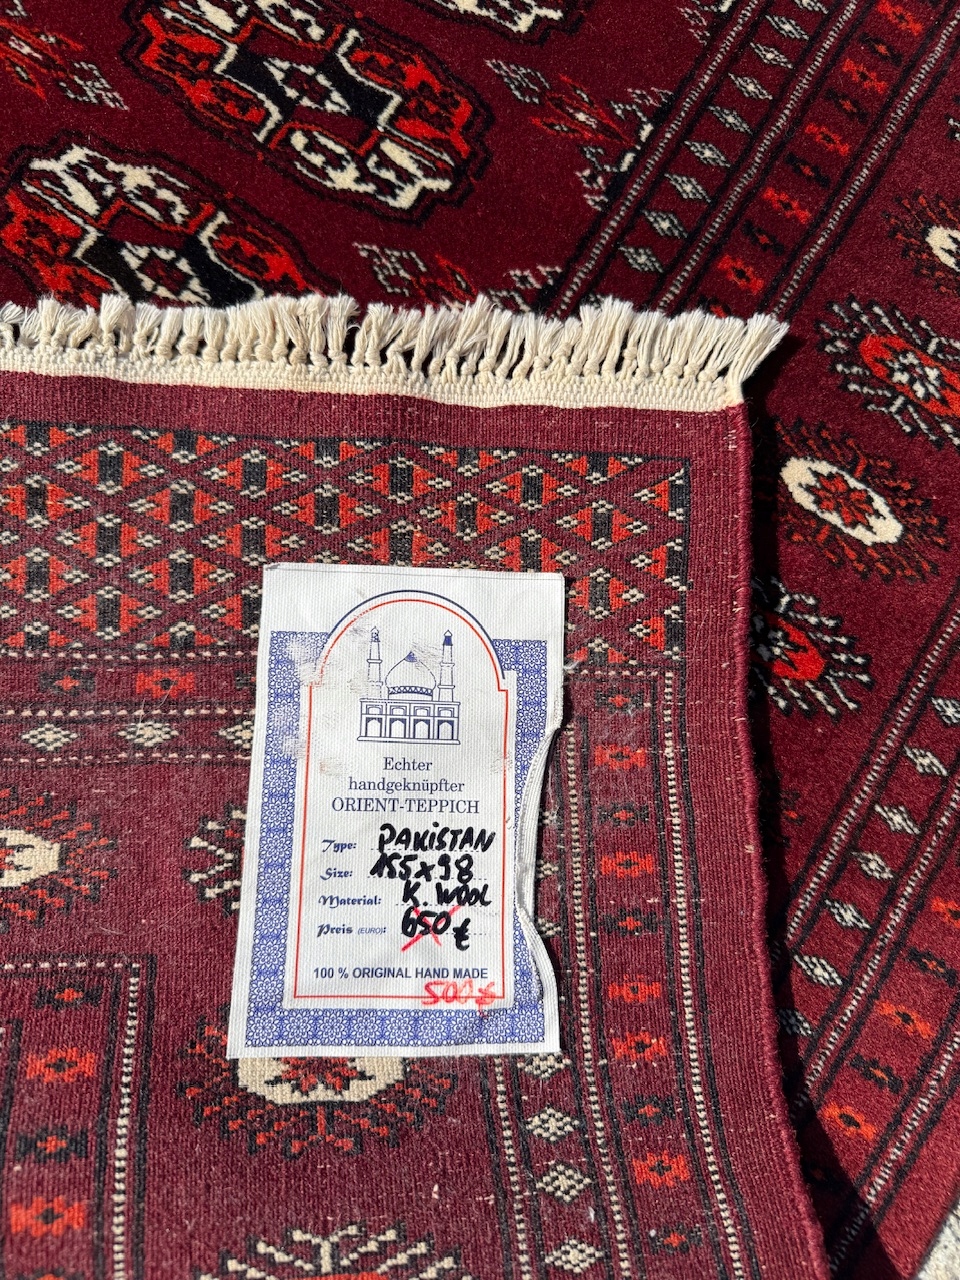 Echter
handgeknüpfter
ORIENT-TEPPICH
Type: PAKISTAN
Size: 155x98
Material: K. WOOL
Preis (EURO): 650 €
100 % ORIGINAL HAND MADE
500 €